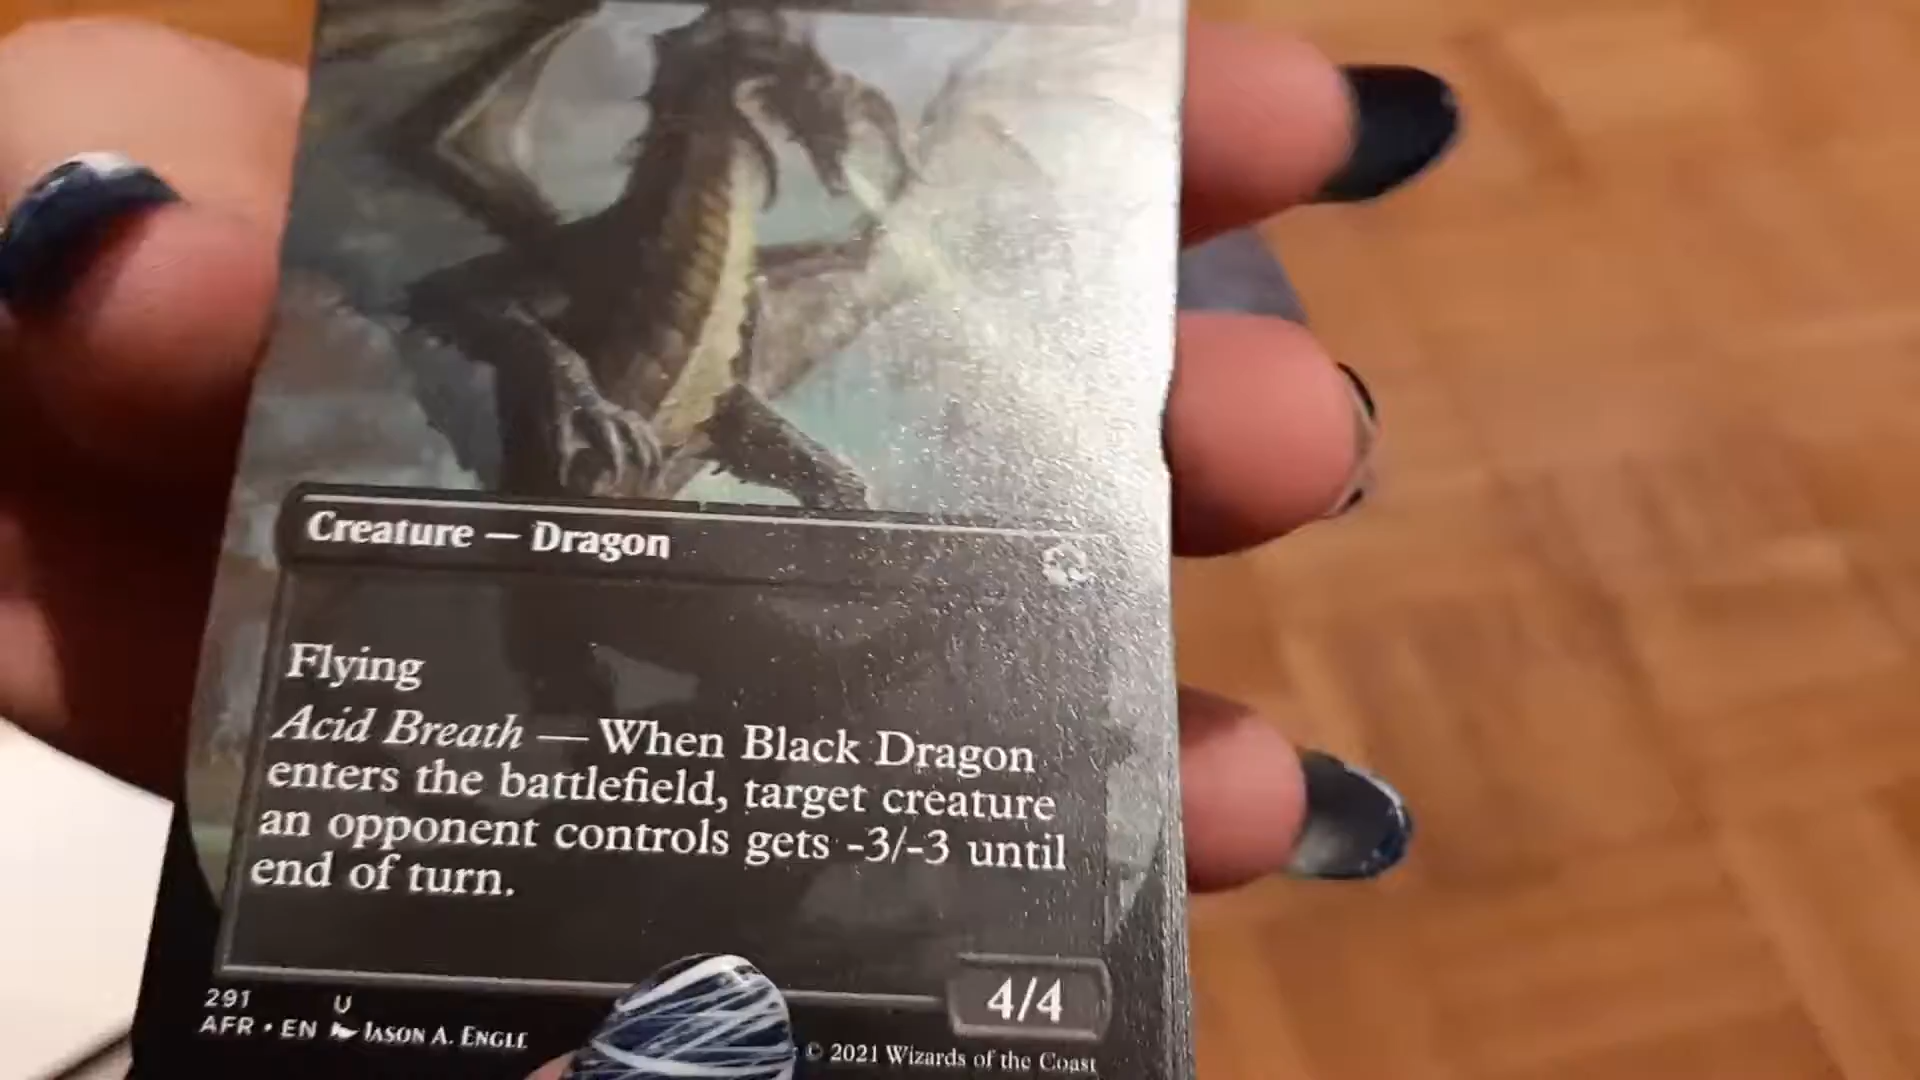 Creature — Dragon
Flying
Acid Breath — When Black Dragon
enters the battlefield, target creature
an opponent controls gets -3/-3 until
end of turn.
4/4
291 U
AFR • EN JASON A. ENGLE
© 2021 Wizards of the Coast